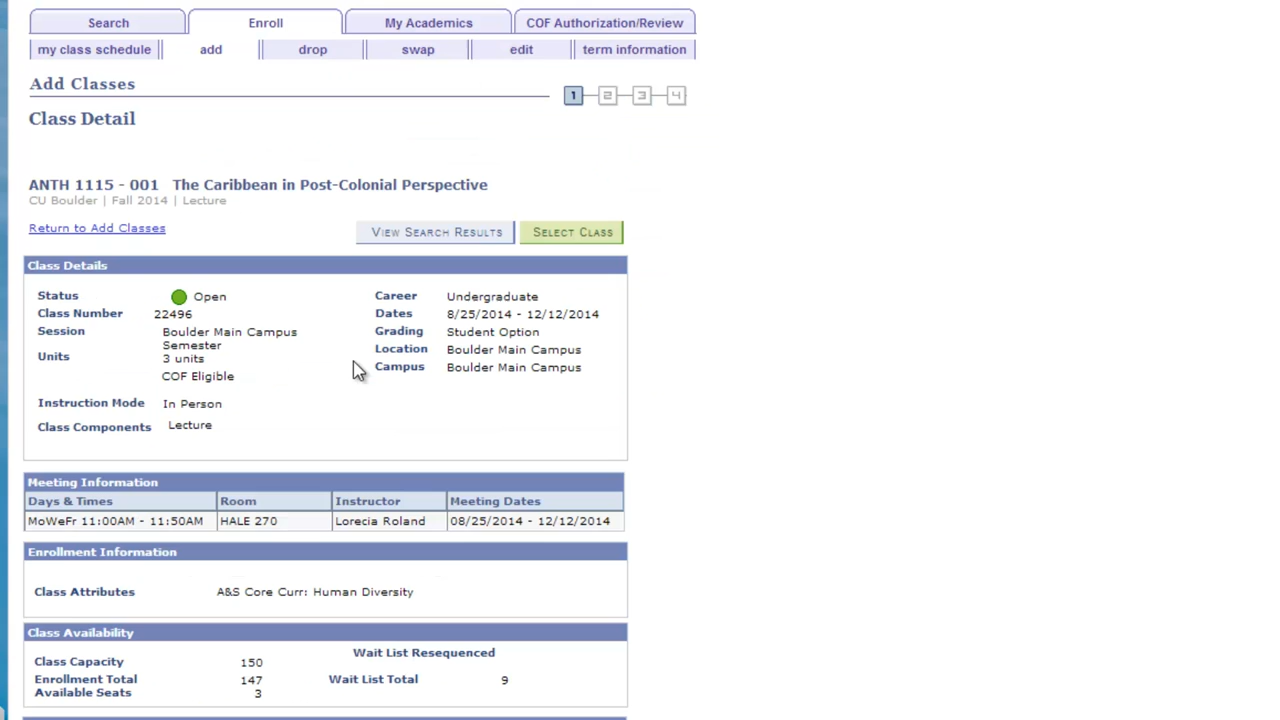 Search Enroll My Academics COF Authorization/Review
my class schedule add drop swap edit term information
Add Classes
1 2 3 4
Class Detail
ANTH 1115 - 001 The Caribbean in Post-Colonial Perspective
CU Boulder | Fall 2014 | Lecture
Return to Add Classes VIEW SEARCH RESULTS SELECT CLASS
Class Details
Status Open Career Undergraduate
Class Number 22496 Dates 8/25/2014 - 12/12/2014
Session Boulder Main Campus Grading Student Option
Semester Location Boulder Main Campus
Units 3 units
COF Eligible Campus Boulder Main Campus
Instruction Mode In Person
Class Components Lecture
Meeting Information
Days & Times Room Instructor Meeting Dates
MoWeFr 11:00AM - 11:50AM HALE 270 Lorecia Roland 08/25/2014 - 12/12/2014
Enrollment Information
Class Attributes A&S Core Curr: Human Diversity
Class Availability
Wait List Resequenced
Class Capacity 150
Enrollment Total 147 Wait List Total 9
Available Seats 3